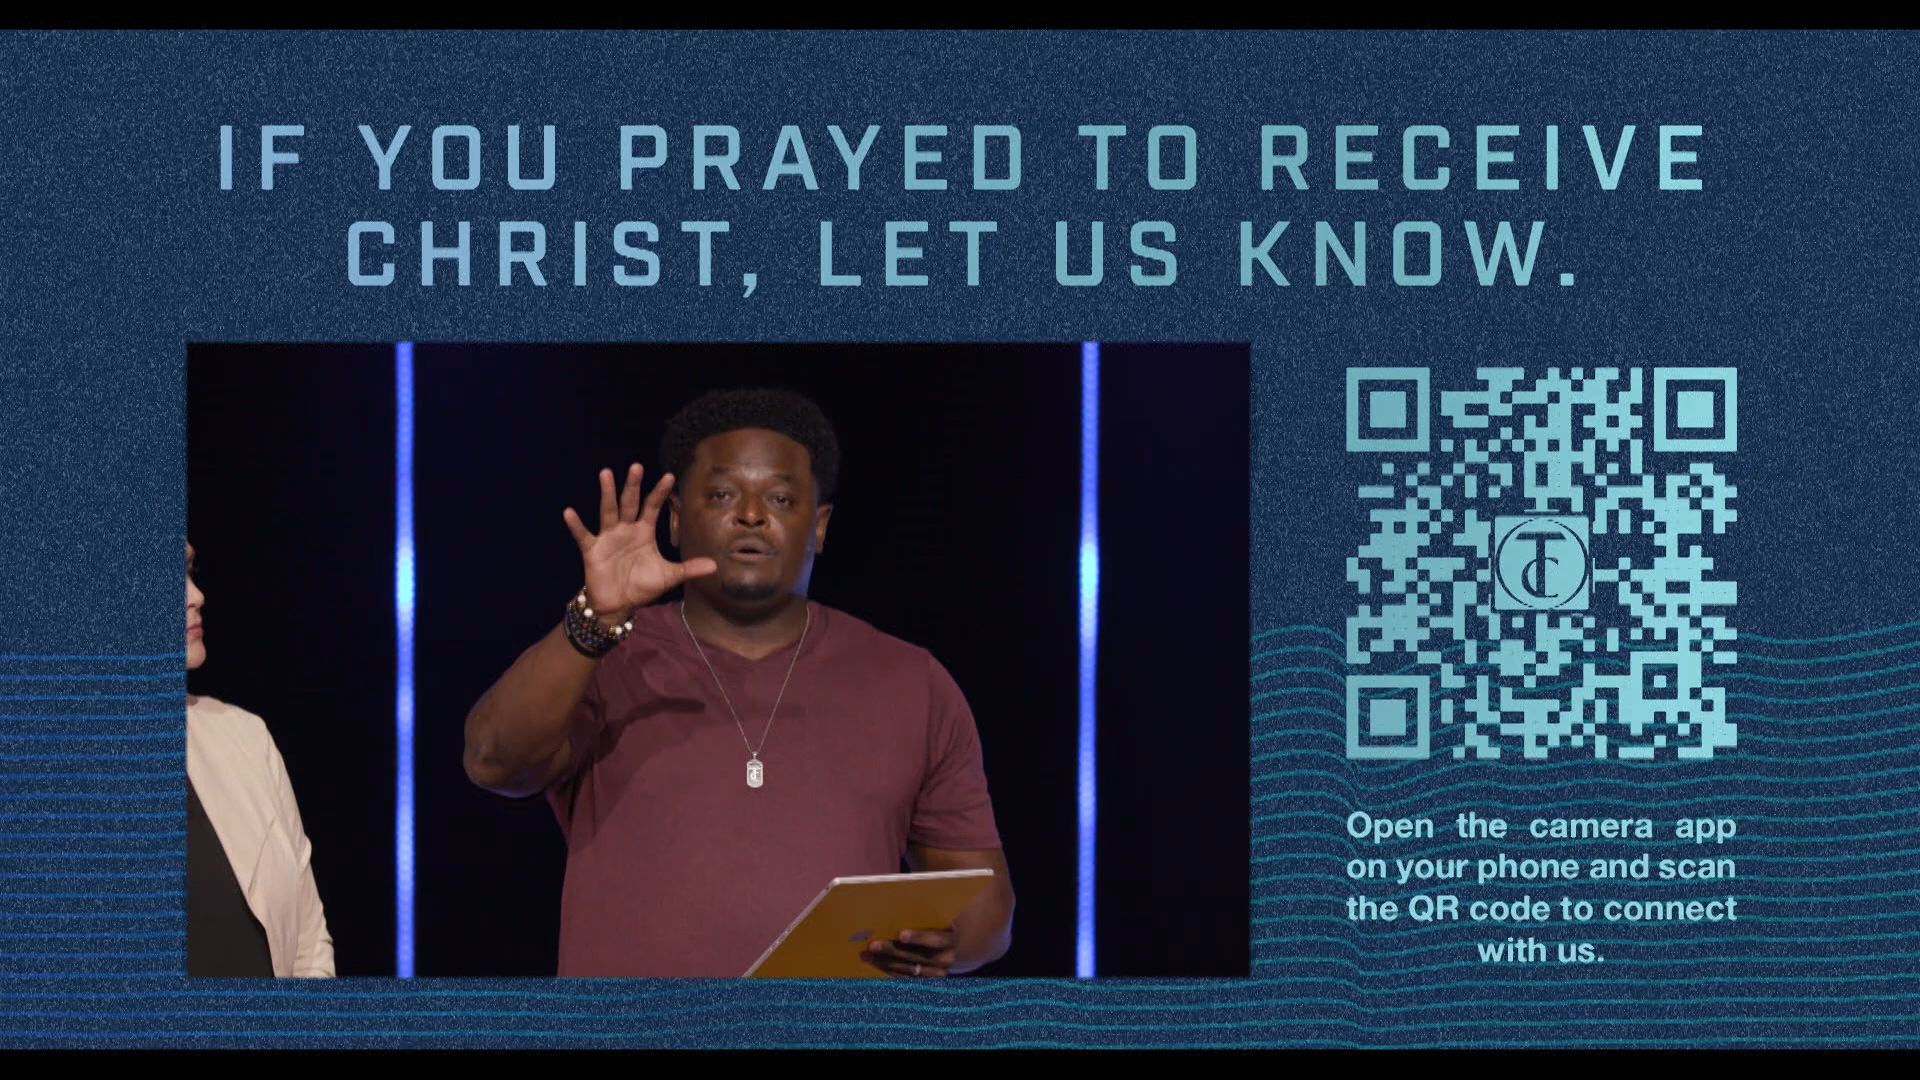 IF YOU PRAYED TO RECEIVE
CHRIST, LET US KNOW.
TC
Open the camera app
on your phone and scan
the QR code to connect
with us.